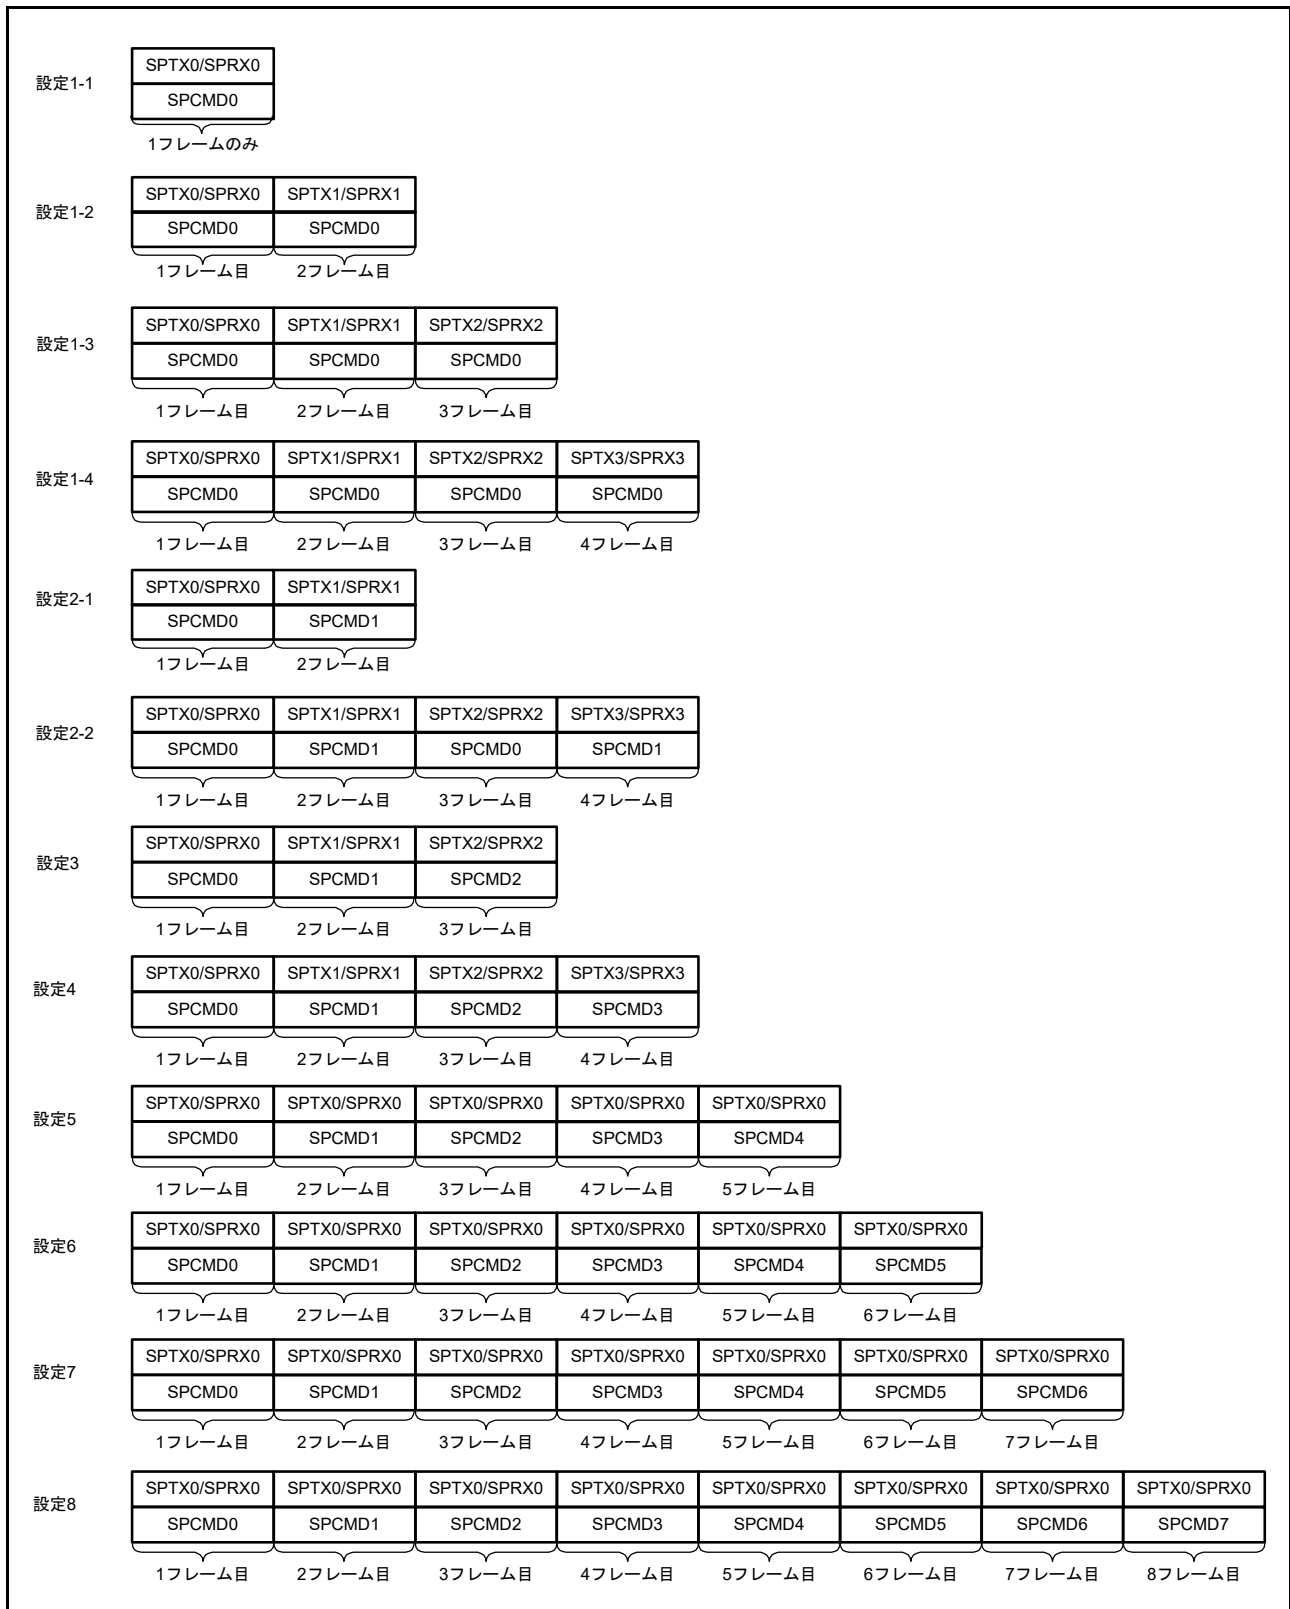 設定1-1
SPTX0/SPRX0
SPCMD0
1フレームのみ
設定1-2
SPTX0/SPRX0 SPTX1/SPRX1
SPCMD0 SPCMD0
1フレーム目 2フレーム目
設定1-3
SPTX0/SPRX0 SPTX1/SPRX1 SPTX2/SPRX2
SPCMD0 SPCMD0 SPCMD0
1フレーム目 2フレーム目 3フレーム目
設定1-4
SPTX0/SPRX0 SPTX1/SPRX1 SPTX2/SPRX2 SPTX3/SPRX3
SPCMD0 SPCMD0 SPCMD0 SPCMD0
1フレーム目 2フレーム目 3フレーム目 4フレーム目
設定2-1
SPTX0/SPRX0 SPTX1/SPRX1
SPCMD0 SPCMD1
1フレーム目 2フレーム目
設定2-2
SPTX0/SPRX0 SPTX1/SPRX1 SPTX2/SPRX2 SPTX3/SPRX3
SPCMD0 SPCMD1 SPCMD0 SPCMD1
1フレーム目 2フレーム目 3フレーム目 4フレーム目
設定3
SPTX0/SPRX0 SPTX1/SPRX1 SPTX2/SPRX2
SPCMD0 SPCMD1 SPCMD2
1フレーム目 2フレーム目 3フレーム目
設定4
SPTX0/SPRX0 SPTX1/SPRX1 SPTX2/SPRX2 SPTX3/SPRX3
SPCMD0 SPCMD1 SPCMD2 SPCMD3
1フレーム目 2フレーム目 3フレーム目 4フレーム目
設定5
SPTX0/SPRX0 SPTX0/SPRX0 SPTX0/SPRX0 SPTX0/SPRX0 SPTX0/SPRX0
SPCMD0 SPCMD1 SPCMD2 SPCMD3 SPCMD4
1フレーム目 2フレーム目 3フレーム目 4フレーム目 5フレーム目
設定6
SPTX0/SPRX0 SPTX0/SPRX0 SPTX0/SPRX0 SPTX0/SPRX0 SPTX0/SPRX0 SPTX0/SPRX0
SPCMD0 SPCMD1 SPCMD2 SPCMD3 SPCMD4 SPCMD5
1フレーム目 2フレーム目 3フレーム目 4フレーム目 5フレーム目 6フレーム目
設定7
SPTX0/SPRX0 SPTX0/SPRX0 SPTX0/SPRX0 SPTX0/SPRX0 SPTX0/SPRX0 SPTX0/SPRX0 SPTX0/SPRX0
SPCMD0 SPCMD1 SPCMD2 SPCMD3 SPCMD4 SPCMD5 SPCMD6
1フレーム目 2フレーム目 3フレーム目 4フレーム目 5フレーム目 6フレーム目 7フレーム目
設定8
SPTX0/SPRX0 SPTX0/SPRX0 SPTX0/SPRX0 SPTX0/SPRX0 SPTX0/SPRX0 SPTX0/SPRX0 SPTX0/SPRX0 SPTX0/SPRX0
SPCMD0 SPCMD1 SPCMD2 SPCMD3 SPCMD4 SPCMD5 SPCMD6 SPCMD7
1フレーム目 2フレーム目 3フレーム目 4フレーム目 5フレーム目 6フレーム目 7フレーム目 8フレーム目